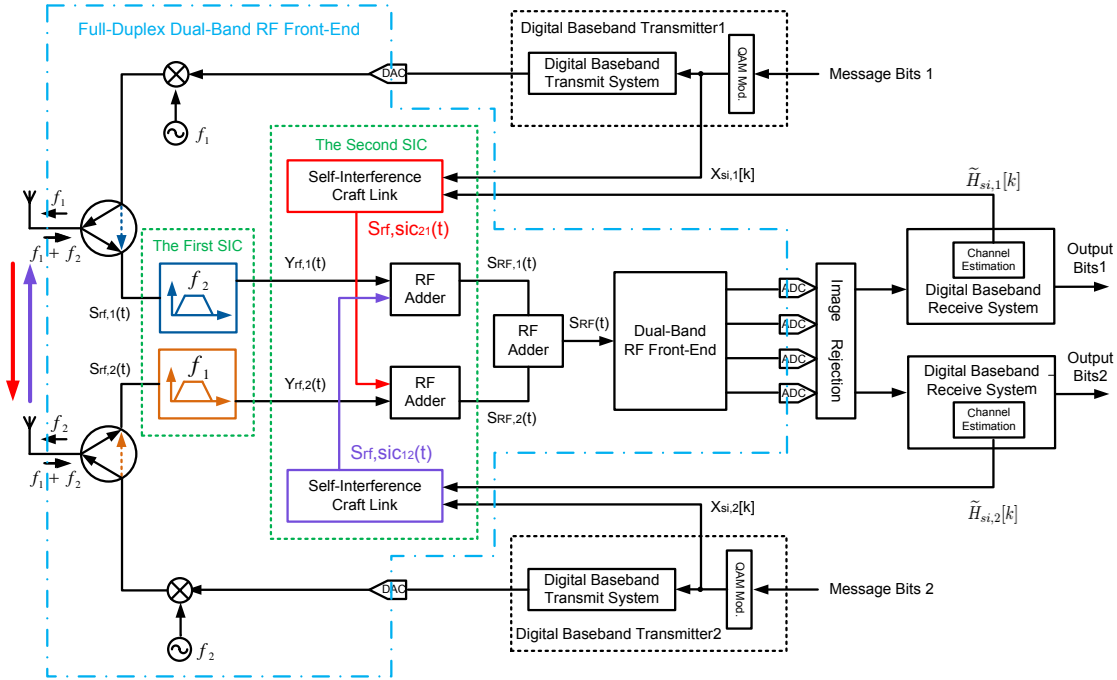 Full-Duplex Dual-Band RF Front-End
Digital Baseband Transmitter1
Digital Baseband
Transmit System
QAM Mod.
Message Bits 1
DAC
f1
The Second SIC
Self-Interference
Craft Link
Xsi,1[k]
H̃si,1[k]
f1
f1 + f2
The First SIC
Srf,sic21(t)
f2
Yrf,1(t)
RF
Adder
SRF,1(t)
Srf,1(t)
RF
Adder
SRF(t)
Dual-Band
RF Front-End
ADC
ADC
ADC
ADC
Image Rejection
Channel
Estimation
Digital Baseband
Receive System
Output
Bits1
Srf,2(t)
f1
Yrf,2(t)
RF
Adder
SRF,2(t)
Digital Baseband
Receive System
Channel
Estimation
Output
Bits2
f2
f1 + f2
Srf,sic12(t)
Self-Interference
Craft Link
Xsi,2[k]
H̃si,2[k]
DAC
f2
Digital Baseband
Transmit System
QAM Mod.
Message Bits 2
Digital Baseband Transmitter2